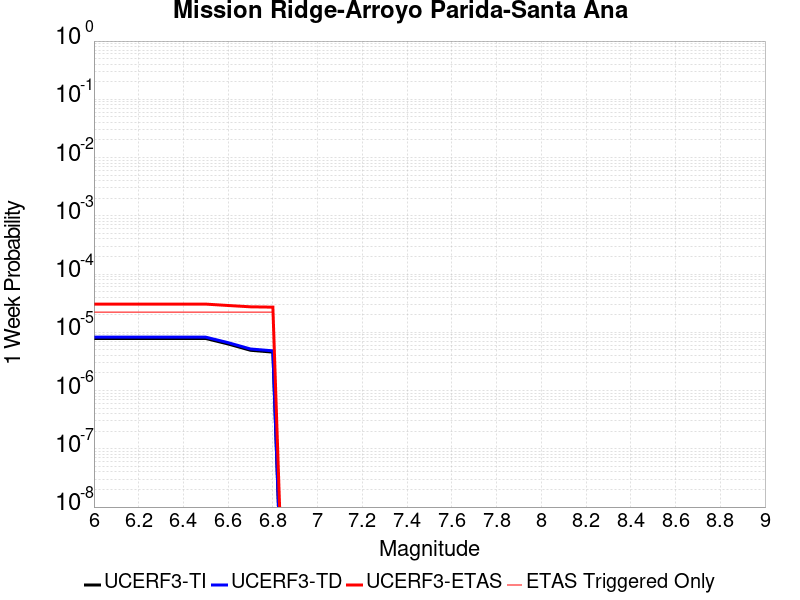 Mission Ridge-Arroyo Parida-Santa Ana
10^0
10^-1
10^-2
10^-3
10^-4
10^-5
10^-6
10^-7
10^-8
1 Week Probability
6 6.2 6.4 6.6 6.8 7 7.2 7.4 7.6 7.8 8 8.2 8.4 8.6 8.8 9
Magnitude
UCERF3-TI UCERF3-TD UCERF3-ETAS ETAS Triggered Only